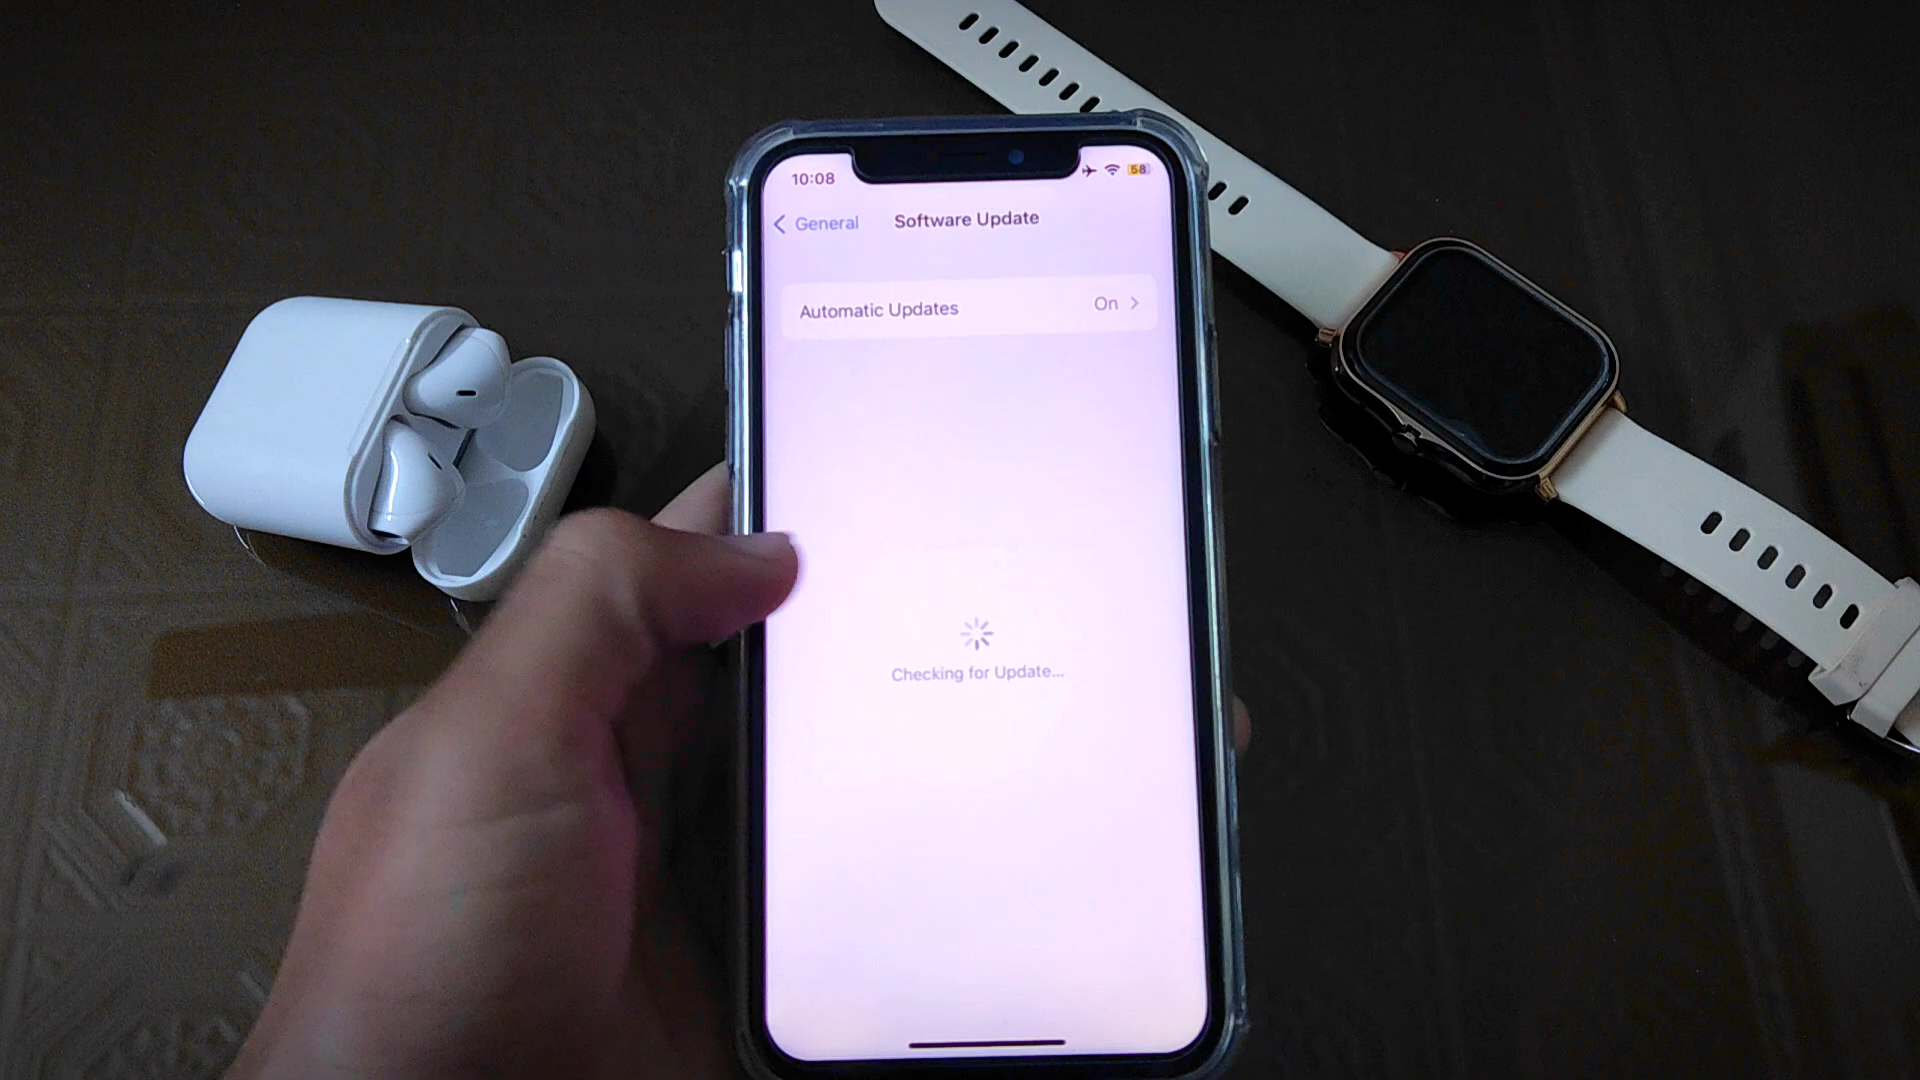 10:08
58
General
Software Update
Automatic Updates
On
Checking for Update...